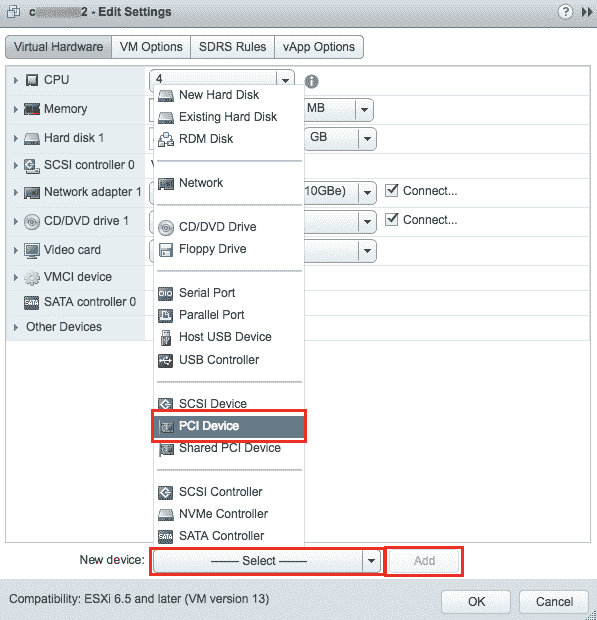 c 2 - Edit Settings
Virtual Hardware VM Options SDRS Rules vApp Options
CPU 4
New Hard Disk
Memory MB
Existing Hard Disk
Hard disk 1 GB
RDM Disk
SCSI controller 0
Network adapter 1 10GBe) Connect...
Network
CD/DVD drive 1 Connect...
CD/DVD Drive
Video card
Floppy Drive
VMCI device
Serial Port
SATA controller 0
Parallel Port
Other Devices
Host USB Device
USB Controller
SCSI Device
PCI Device
Shared PCI Device
SCSI Controller
NVMe Controller
SATA Controller
New device: ------- Select ------- Add
Compatibility: ESXi 6.5 and later (VM version 13) OK Cancel